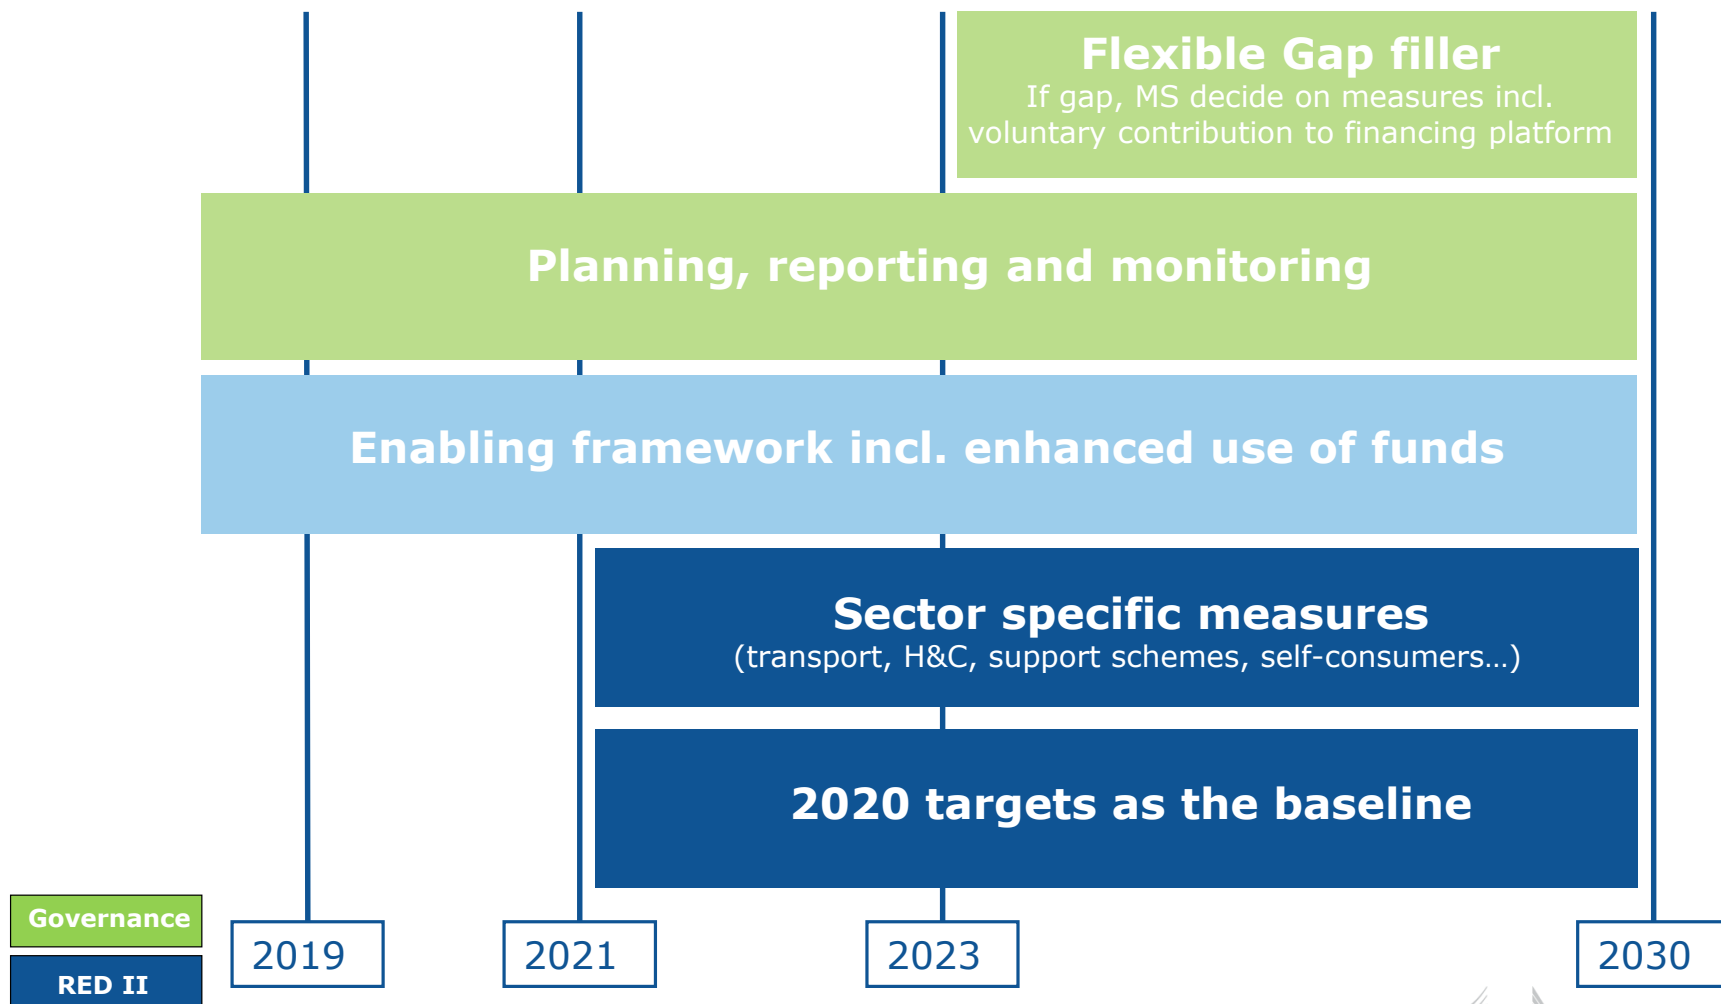 Flexible Gap filler
If gap, MS decide on measures incl.
voluntary contribution to financing platform
Planning, reporting and monitoring
Enabling framework incl. enhanced use of funds
Sector specific measures
(transport, H&C, support schemes, self-consumers…)
2020 targets as the baseline
Governance
RED II
2019
2021
2023
2030